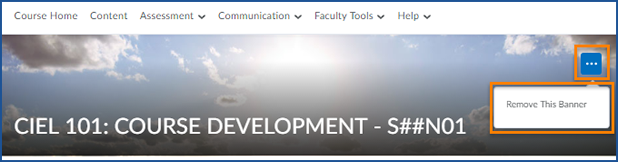 Course Home Content Assessment Communication Faculty Tools Help
Remove This Banner
CIEL 101: COURSE DEVELOPMENT - S##N01